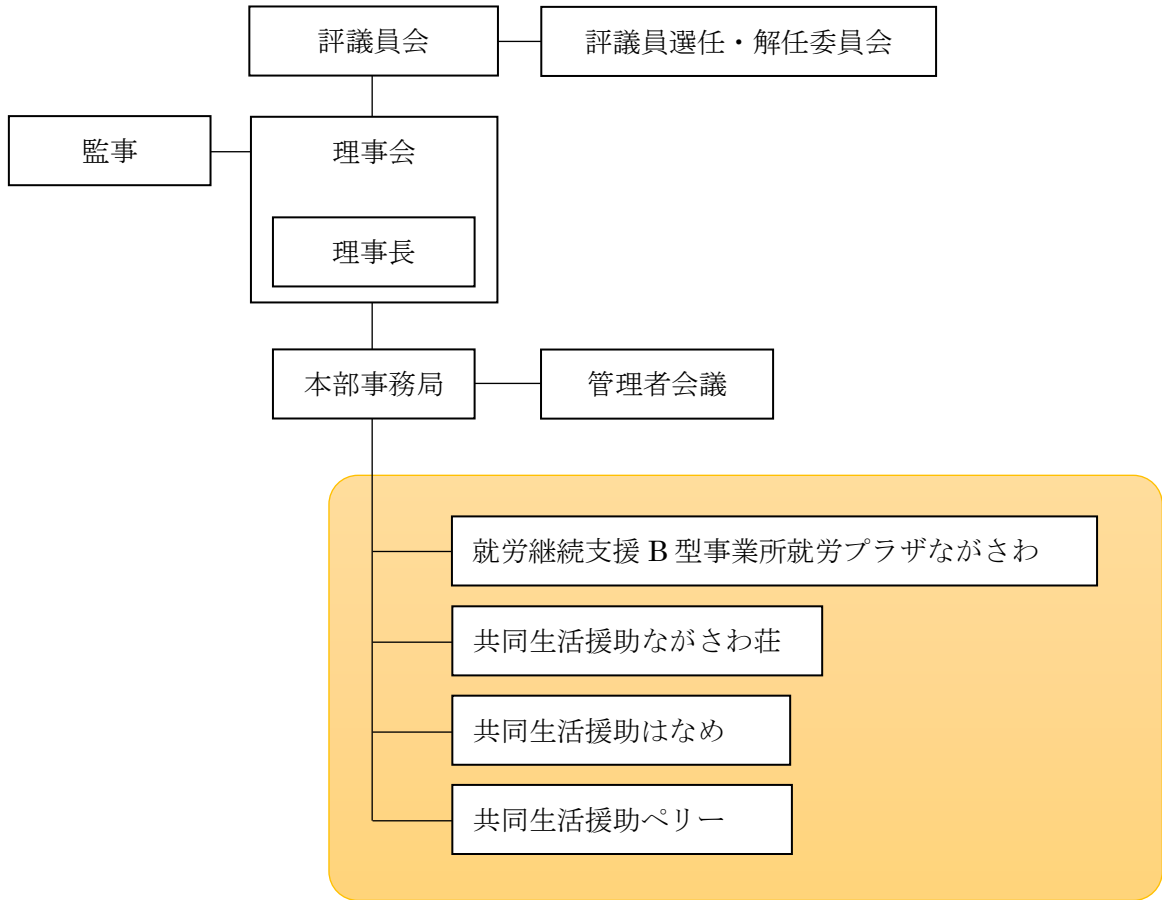 評議員会
評議員選任・解任委員会
監事
理事会
理事長
本部事務局
管理者会議
就労継続支援 B 型事業所就労プラザながさわ
共同生活援助ながさわ荘
共同生活援助はなめ
共同生活援助ペリー